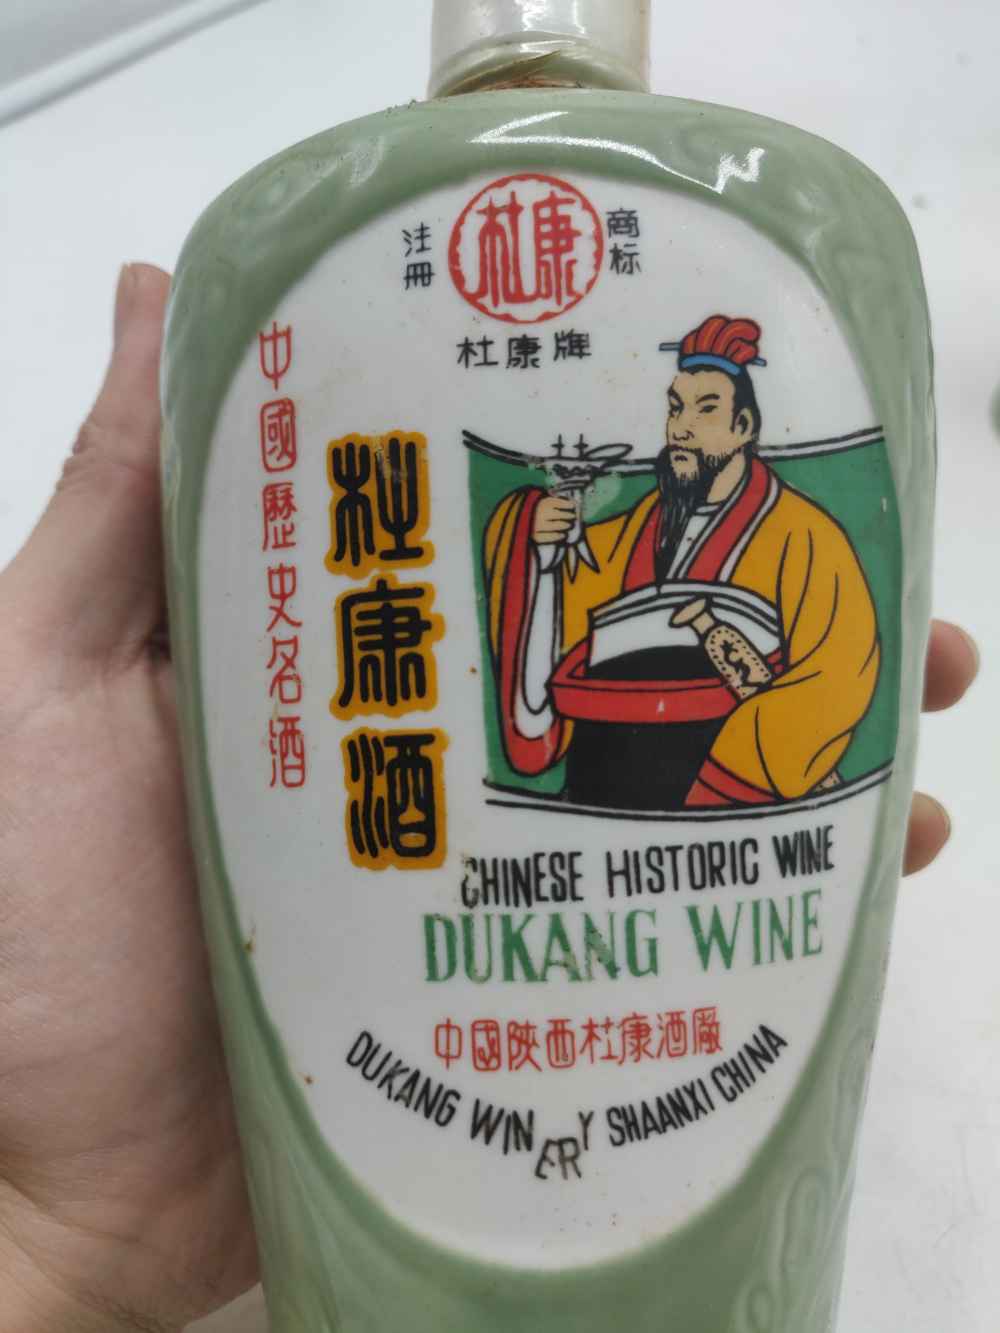 注册
杜康
商标
杜康牌
中國歷史名酒
杜康酒
CHINESE HISTORIC WINE
DUKANG WINE
中國陝西杜康酒廠
DUKANG WINERY SHAANXI CHINA